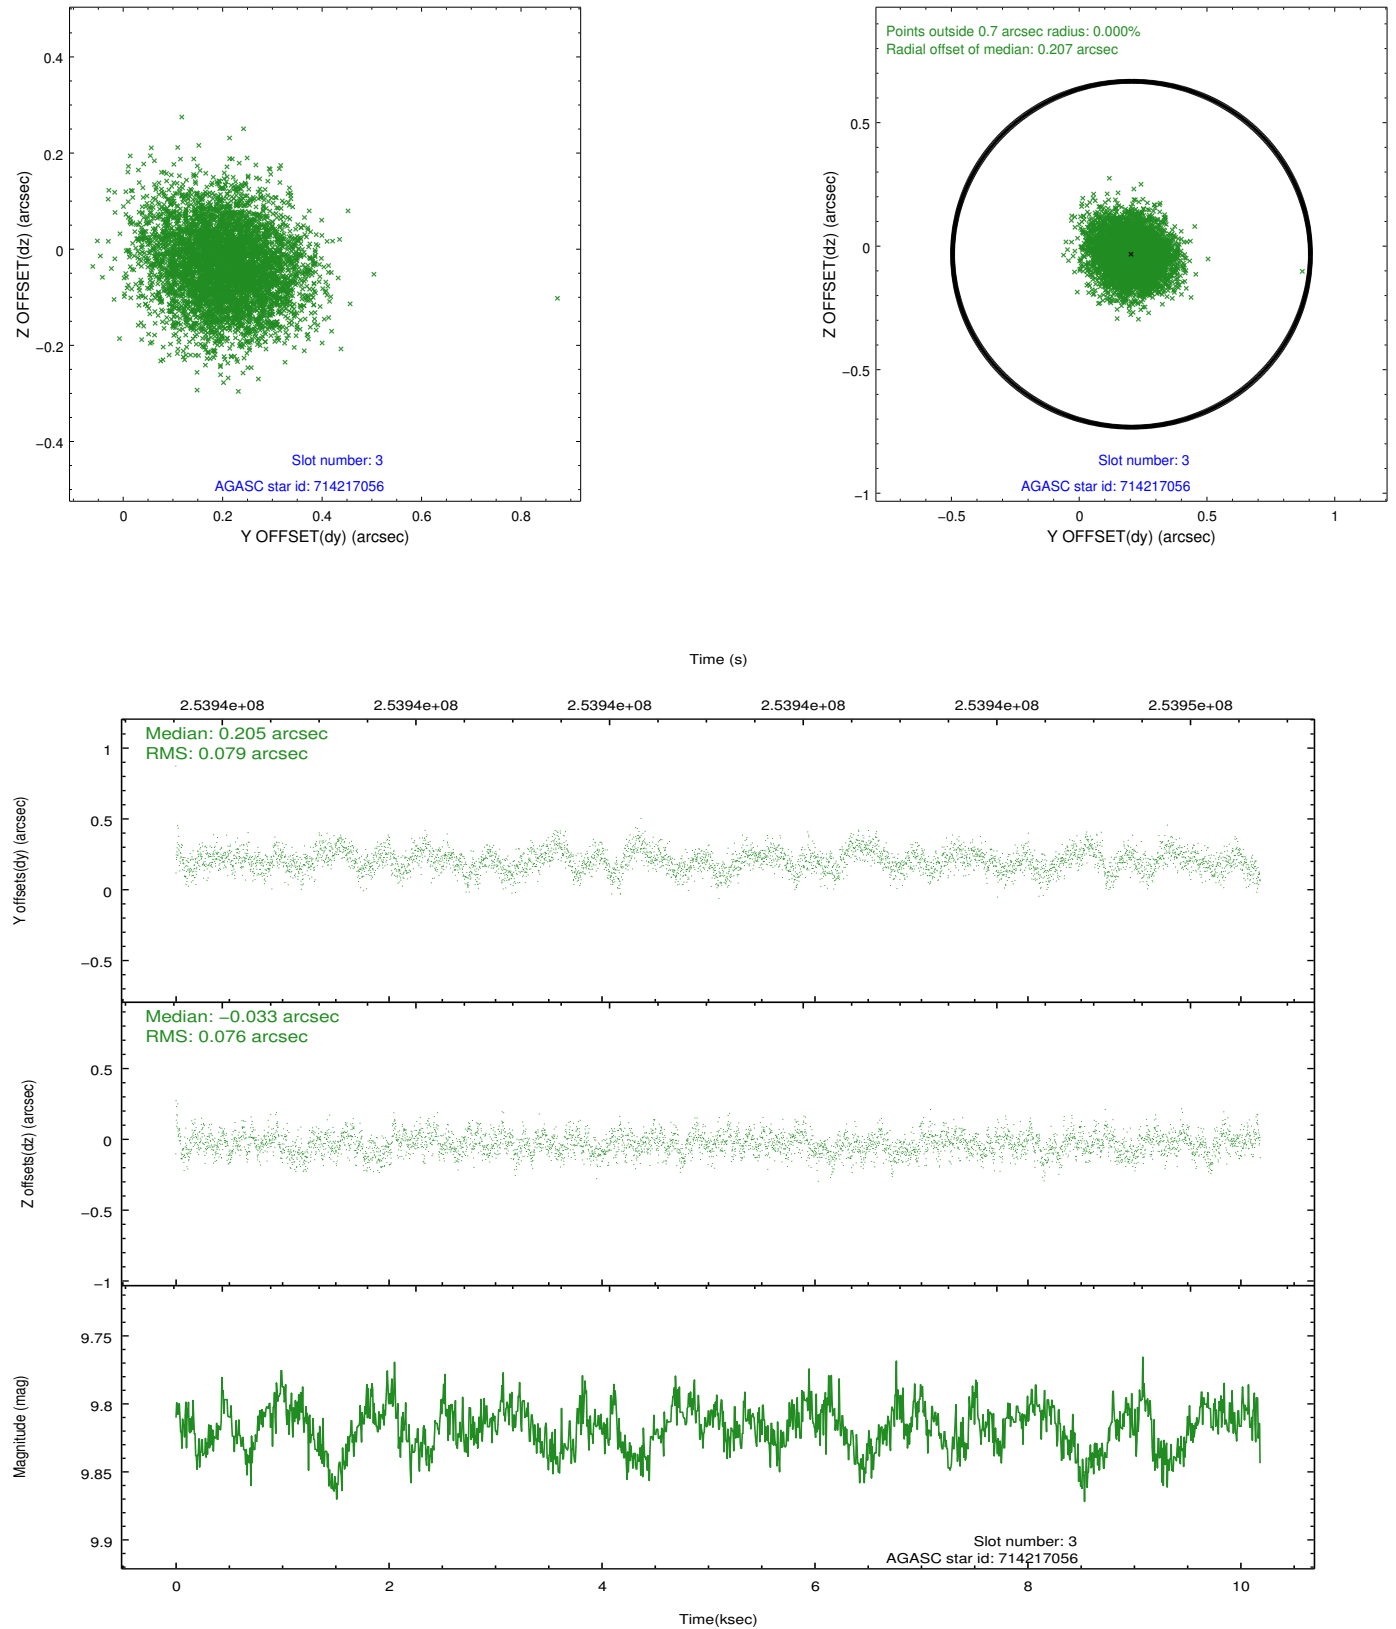 0.4
0.2
0
−0.2
−0.4
Z OFFSET(dz) (arcsec)
Slot number: 3
AGASC star id: 714217056
0 0.2 0.4 0.6 0.8
Y OFFSET(dy) (arcsec)
Points outside 0.7 arcsec radius: 0.000%
Radial offset of median: 0.207 arcsec
0.5
0
−0.5
−1
Z OFFSET(dz) (arcsec)
Slot number: 3
AGASC star id: 714217056
−0.5 0 0.5 1
Y OFFSET(dy) (arcsec)
Time (s)
2.5394e+08 2.5394e+08 2.5394e+08 2.5394e+08 2.5394e+08 2.5395e+08
Median: 0.205 arcsec
RMS: 0.079 arcsec
1
0.5
0
−0.5
Y offsets(dy) (arcsec)
Median: −0.033 arcsec
RMS: 0.076 arcsec
0.5
0
−0.5
−1
Z offsets(dz) (arcsec)
9.75
9.8
9.85
9.9
Magnitude (mag)
Slot number: 3
AGASC star id: 714217056
0 2 4 6 8 10
Time(ksec)